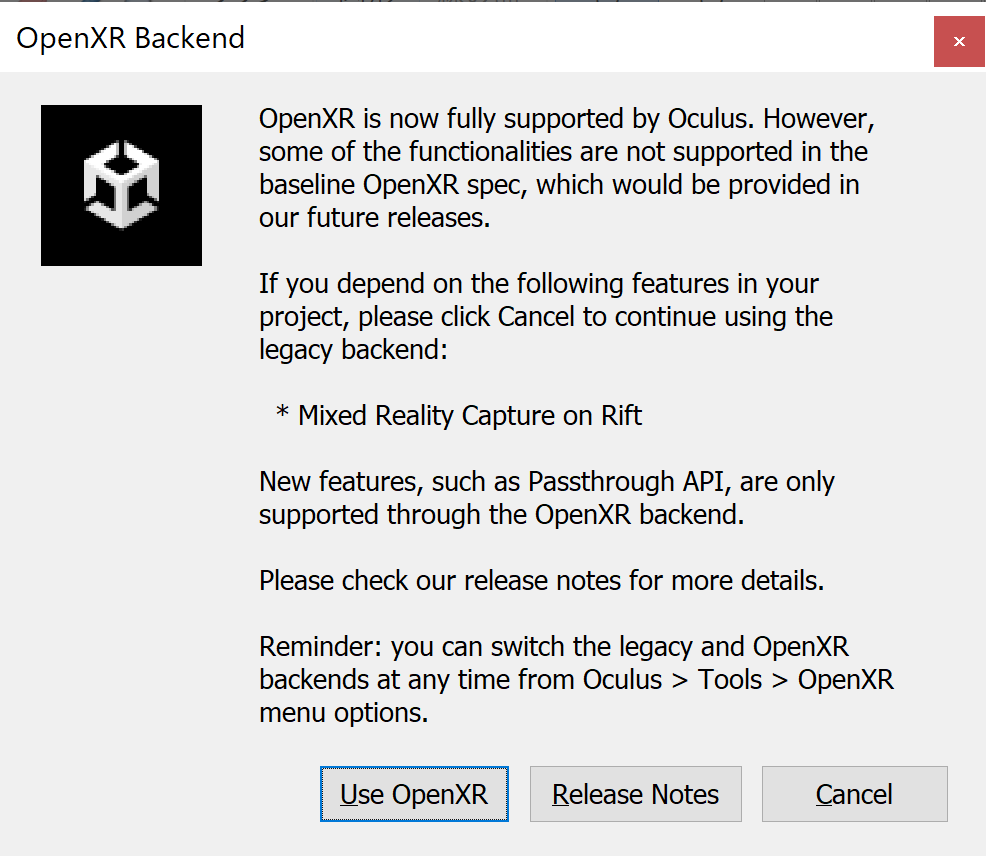 OpenXR Backend
OpenXR is now fully supported by Oculus. However,
some of the functionalities are not supported in the
baseline OpenXR spec, which would be provided in
our future releases.
If you depend on the following features in your
project, please click Cancel to continue using the
legacy backend:
* Mixed Reality Capture on Rift
New features, such as Passthrough API, are only
supported through the OpenXR backend.
Please check our release notes for more details.
Reminder: you can switch the legacy and OpenXR
backends at any time from Oculus > Tools > OpenXR
menu options.
Use OpenXR
Release Notes
Cancel